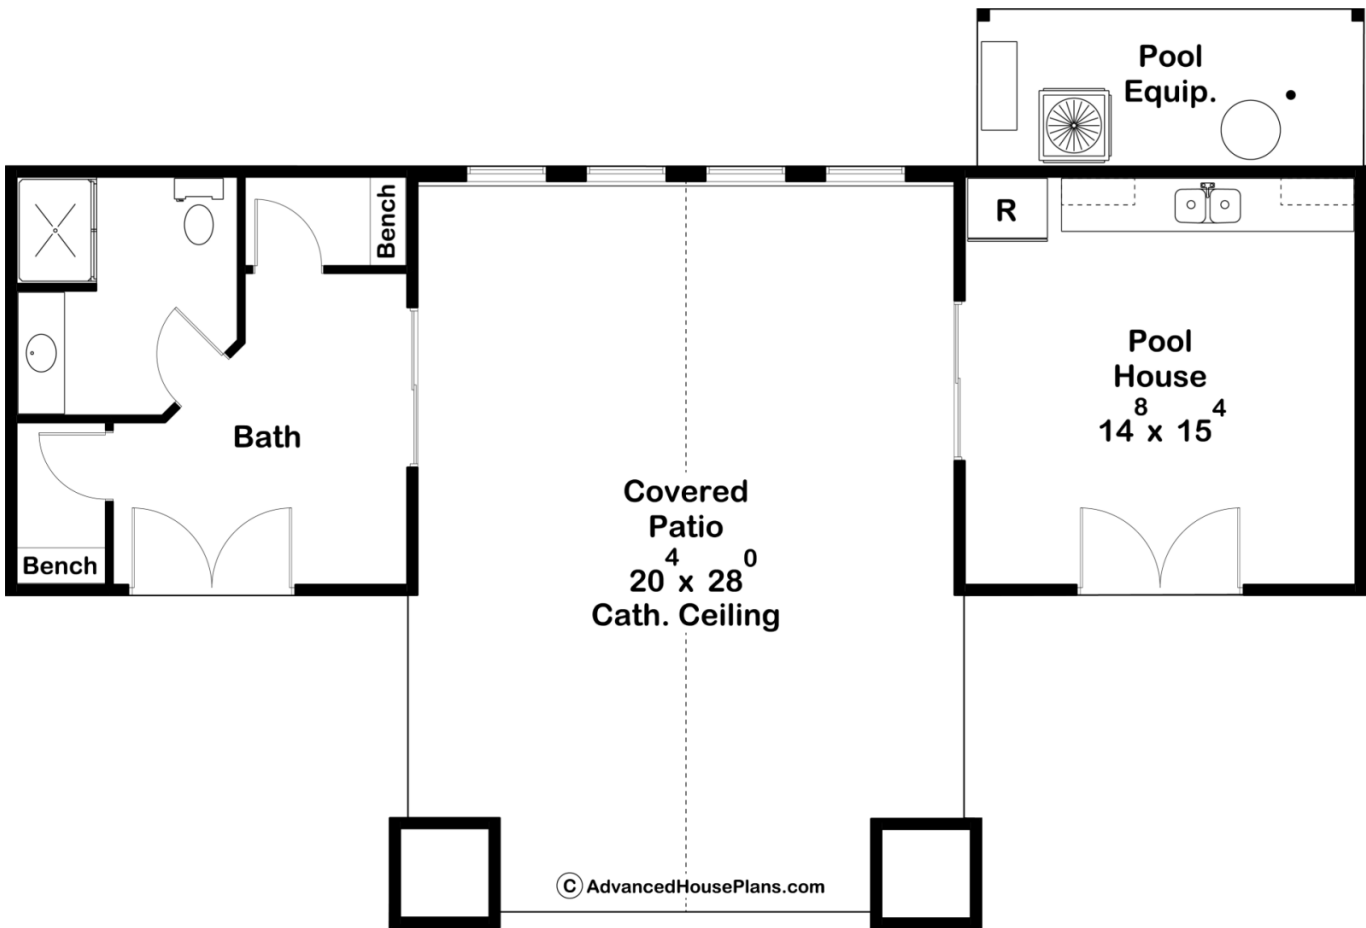 Pool
Equip.
Bench
R
Pool
House
14⁸ x 15⁴
Bath
Covered
Patio
20⁴ x 28⁰
Cath. Ceiling
Bench
© AdvancedHousePlans.com